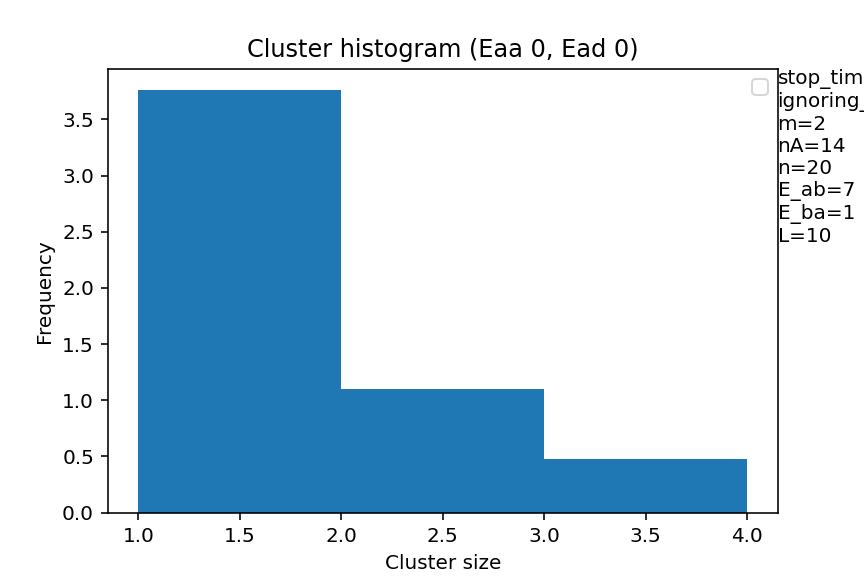 Cluster histogram (Eaa 0, Ead 0)
stop_tim
ignoring_
m=2
nA=14
n=20
E_ab=7
E_ba=1
L=10
Frequency
3.5
3.0
2.5
2.0
1.5
1.0
0.5
0.0
1.0 1.5 2.0 2.5 3.0 3.5 4.0
Cluster size